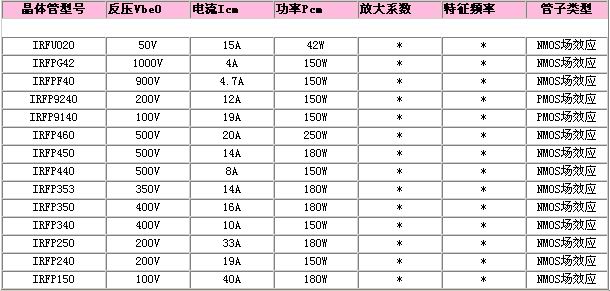 晶体管型号 反压Vbe0 电流Icm 功率Pcm 放大系数 特征频率 管子类型
IRFU020 50V 15A 42W * * NMOS场效应
IRFPG42 1000V 4A 150W * * NMOS场效应
IRFPF40 900V 4.7A 150W * * NMOS场效应
IRFP9240 200V 12A 150W * * PMOS场效应
IRFP9140 100V 19A 150W * * PMOS场效应
IRFP460 500V 20A 250W * * NMOS场效应
IRFP450 500V 14A 180W * * NMOS场效应
IRFP440 500V 8A 150W * * NMOS场效应
IRFP353 350V 14A 180W * * NMOS场效应
IRFP350 400V 16A 180W * * NMOS场效应
IRFP340 400V 10A 150W * * NMOS场效应
IRFP250 200V 33A 180W * * NMOS场效应
IRFP240 200V 19A 150W * * NMOS场效应
IRFP150 100V 40A 180W * * NMOS场效应